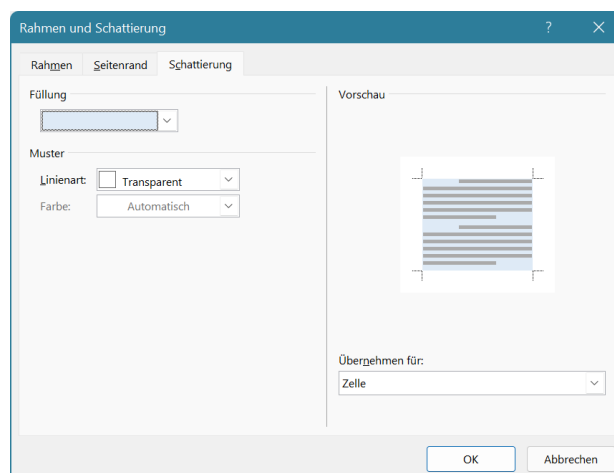 Rahmen und Schattierung
Rahmen Seitenrand Schattierung
Füllung
Muster
Linienart: Transparent
Farbe: Automatisch
Vorschau
Übernehmen für:
Zelle
OK Abbrechen